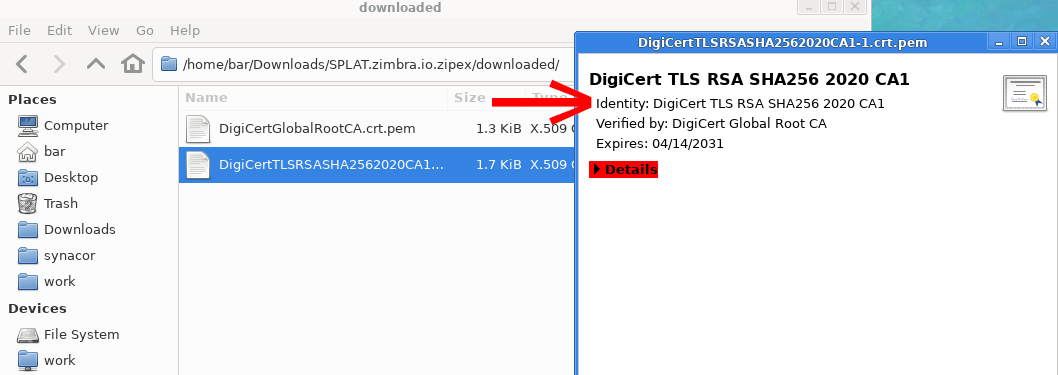 downloaded
File Edit View Go Help
/home/bar/Downloads/SPLAT.zimbra.io.zipex/downloaded/
Places
Computer
bar
Desktop
Trash
Downloads
synacor
work
Devices
File System
work
Name Size Type
DigiCertGlobalRootCA.crt.pem 1.3 KiB X.509
DigiCertTLSRSASHA2562020CA1... 1.7 KiB X.509
DigiCertTLSRSASHA2562020CA1-1.crt.pem
DigiCert TLS RSA SHA256 2020 CA1
Identity: DigiCert TLS RSA SHA256 2020 CA1
Verified by: DigiCert Global Root CA
Expires: 04/14/2031
Details